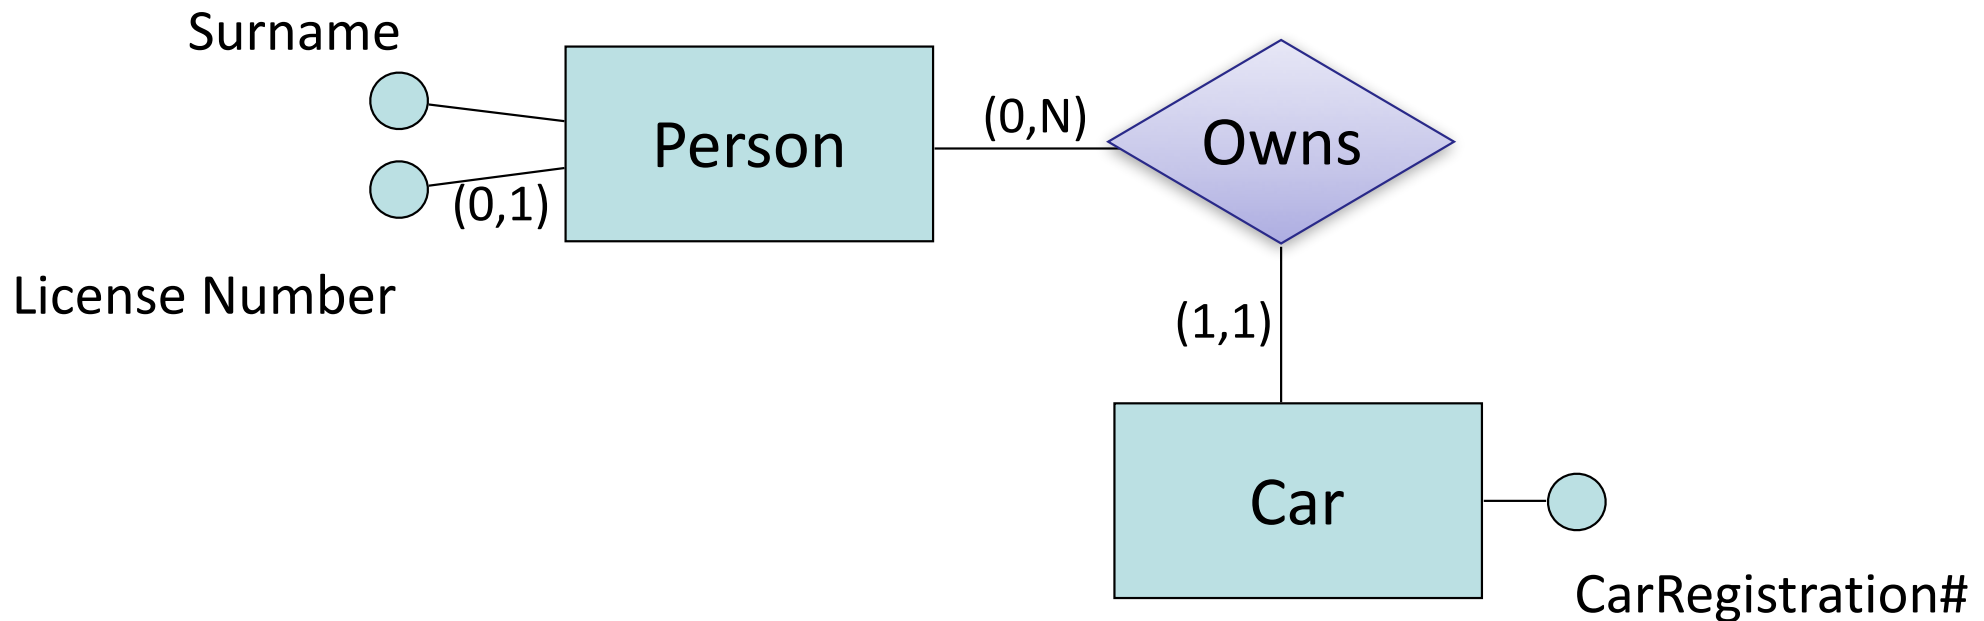 Surname
Person
(0,N)
Owns
(0,1)
License Number
(1,1)
Car
CarRegistration#